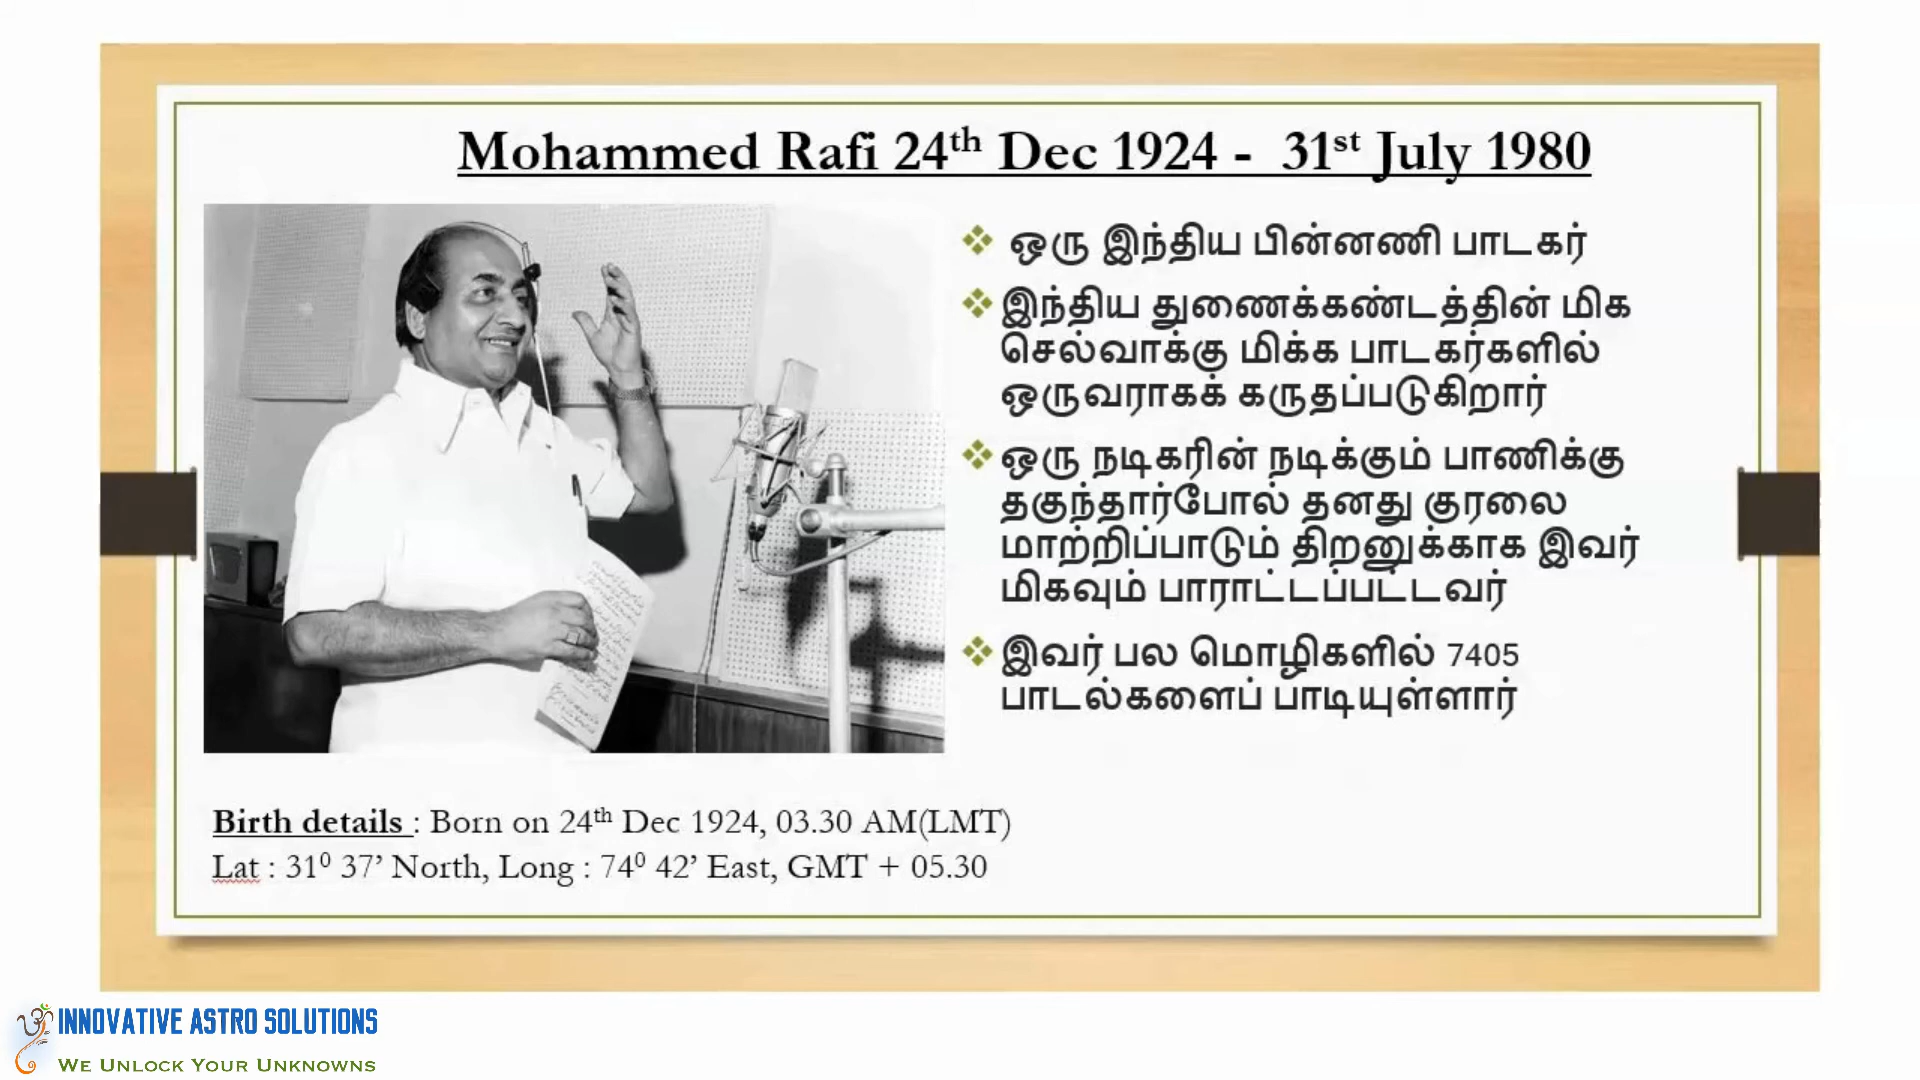 Mohammed Rafi 24th Dec 1924 - 31st July 1980
❖ ஒரு இந்திய பின்னணி பாடகர்
❖ இந்திய துணைக்கண்டத்தின் மிக
செல்வாக்கு மிக்க பாடகர்களில்
ஒருவராகக் கருதப்படுகிறார்
❖ ஒரு நடிகரின் நடிக்கும் பாணிக்கு
தகுந்தார்போல் தனது குரலை
மாற்றிப்பாடும் திறனுக்காக இவர்
மிகவும் பாராட்டப்பட்டவர்
❖ இவர் பல மொழிகளில் 7405
பாடல்களைப் பாடியுள்ளார்
Birth details : Born on 24th Dec 1924, 03.30 AM(LMT)
Lat : 31⁰ 37’ North, Long : 74⁰ 42’ East, GMT + 05.30
INNOVATIVE ASTRO SOLUTIONS
WE UNLOCK YOUR UNKNOWNS